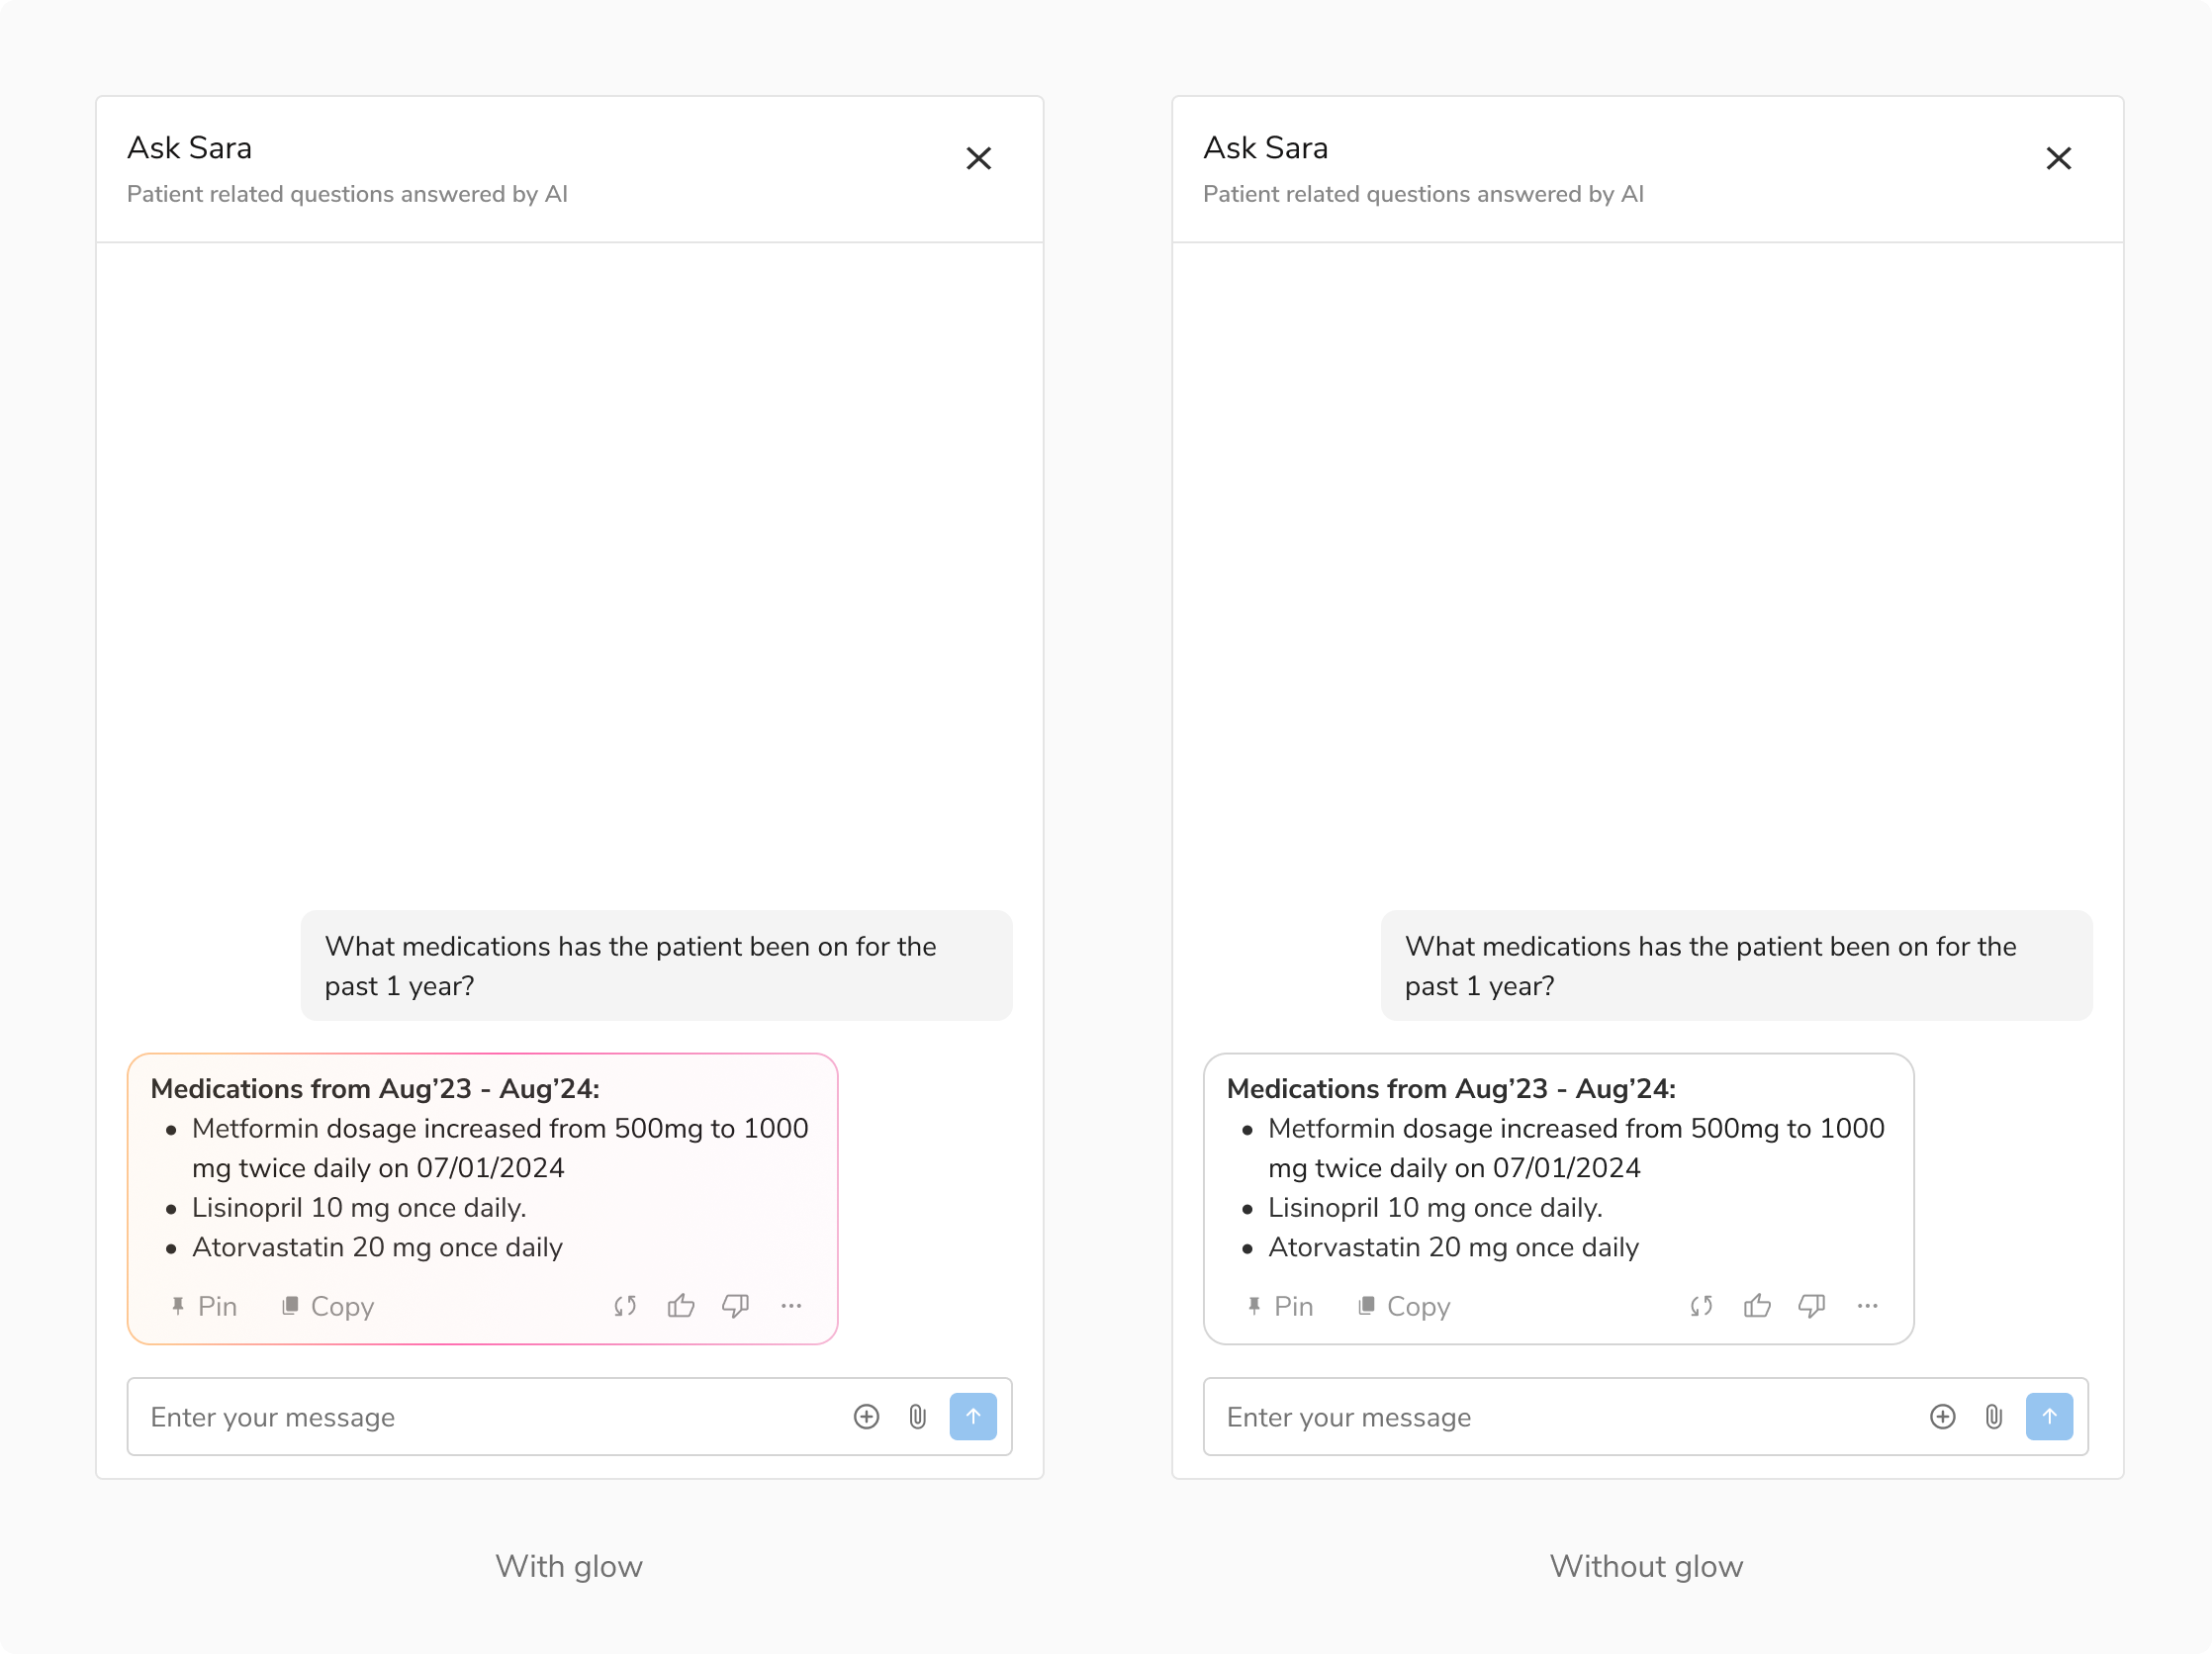 Ask Sara
Patient related questions answered by AI
What medications has the patient been on for the
past 1 year?
Medications from Aug’23 - Aug’24:
• Metformin dosage increased from 500mg to 1000
mg twice daily on 07/01/2024
• Lisinopril 10 mg once daily.
• Atorvastatin 20 mg once daily
Pin Copy
Enter your message
With glow
Ask Sara
Patient related questions answered by AI
What medications has the patient been on for the
past 1 year?
Medications from Aug’23 - Aug’24:
• Metformin dosage increased from 500mg to 1000
mg twice daily on 07/01/2024
• Lisinopril 10 mg once daily.
• Atorvastatin 20 mg once daily
Pin Copy
Enter your message
Without glow